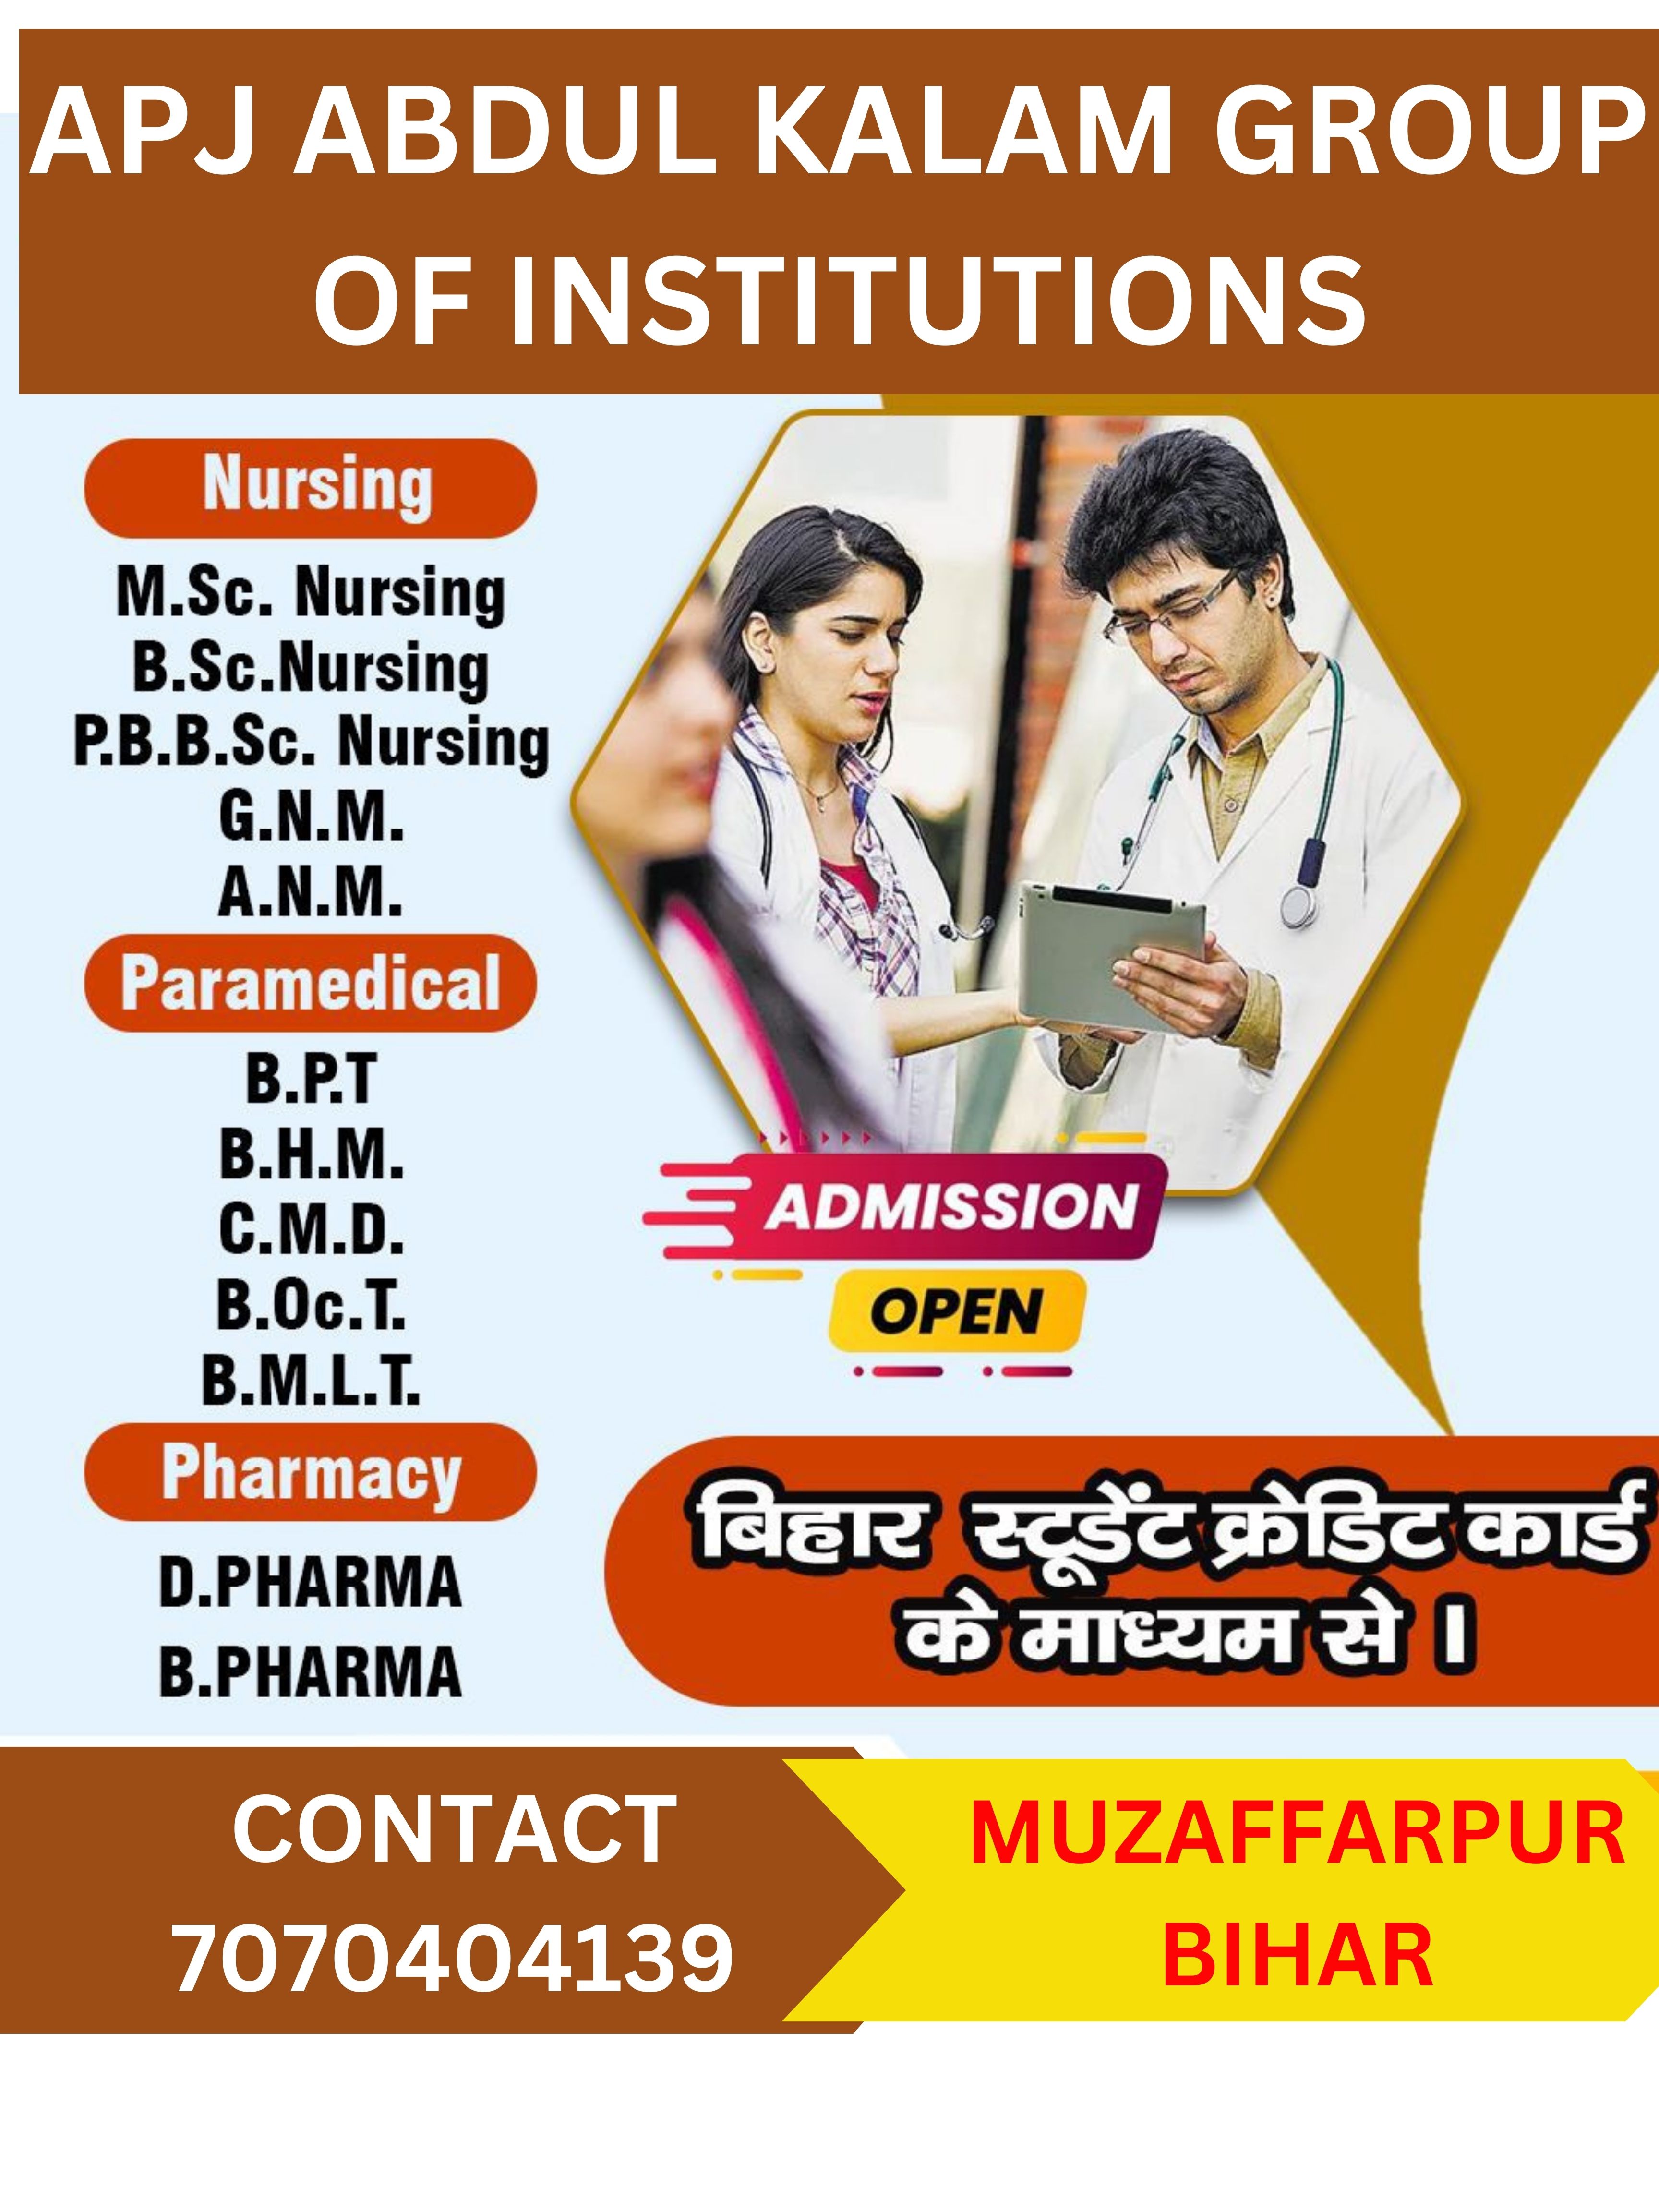 APJ ABDUL KALAM GROUP
OF INSTITUTIONS
Nursing
M.Sc. Nursing
B.Sc.Nursing
P.B.B.Sc. Nursing
G.N.M.
A.N.M.
Paramedical
B.P.T
B.H.M.
C.M.D.
B.Oc.T.
B.M.L.T.
Pharmacy
D.PHARMA
B.PHARMA
ADMISSION
OPEN
बिहार स्टूडेंट क्रेडिट कार्ड
के माध्यम से ।
CONTACT
7070404139
MUZAFFARPUR
BIHAR